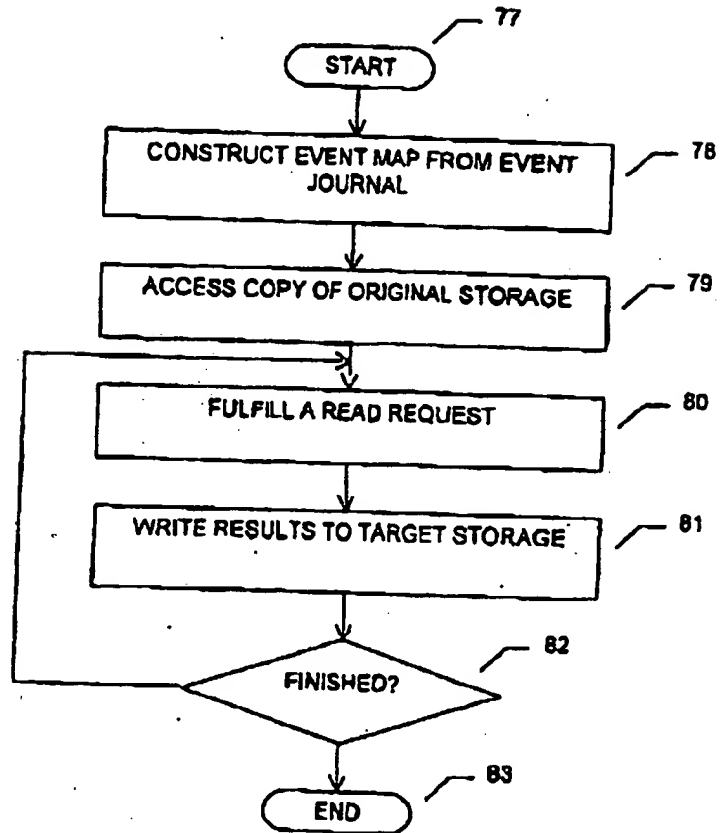 77
START
CONSTRUCT EVENT MAP FROM EVENT
JOURNAL
78
ACCESS COPY OF ORIGINAL STORAGE
79
FULFILL A READ REQUEST
80
WRITE RESULTS TO TARGET STORAGE
81
FINISHED?
82
END
83